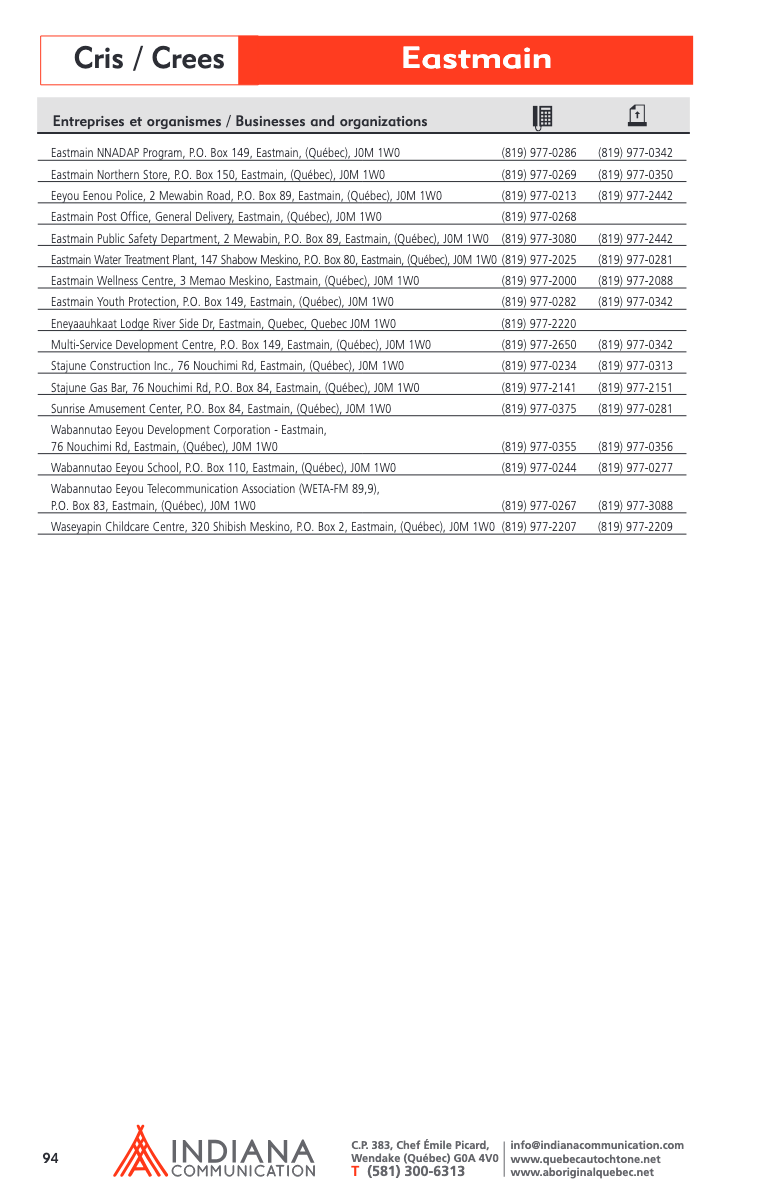 Cris / Crees
Eastmain
Entreprises et organismes / Businesses and organizations
Eastmain NNADAP Program, P.O. Box 149, Eastmain, (Québec), J0M 1W0 (819) 977-0286 (819) 977-0342
Eastmain Northern Store, P.O. Box 150, Eastmain, (Québec), J0M 1W0 (819) 977-0269 (819) 977-0350
Eeyou Eenou Police, 2 Mewabin Road, P.O. Box 89, Eastmain, (Québec), J0M 1W0 (819) 977-0213 (819) 977-2442
Eastmain Post Office, General Delivery, Eastmain, (Québec), J0M 1W0 (819) 977-0268
Eastmain Public Safety Department, 2 Mewabin, P.O. Box 89, Eastmain, (Québec), J0M 1W0 (819) 977-3080 (819) 977-2442
Eastmain Water Treatment Plant, 147 Shabow Meskino, P.O. Box 80, Eastmain, (Québec), J0M 1W0 (819) 977-2025 (819) 977-0281
Eastmain Wellness Centre, 3 Memao Meskino, Eastmain, (Québec), J0M 1W0 (819) 977-2000 (819) 977-2088
Eastmain Youth Protection, P.O. Box 149, Eastmain, (Québec), J0M 1W0 (819) 977-0282 (819) 977-0342
Eneyaauhkaat Lodge River Side Dr, Eastmain, Quebec, Quebec J0M 1W0 (819) 977-2220
Multi-Service Development Centre, P.O. Box 149, Eastmain, (Québec), J0M 1W0 (819) 977-2650 (819) 977-0342
Stajune Construction Inc., 76 Nouchimi Rd, Eastmain, (Québec), J0M 1W0 (819) 977-0234 (819) 977-0313
Stajune Gas Bar, 76 Nouchimi Rd, P.O. Box 84, Eastmain, (Québec), J0M 1W0 (819) 977-2141 (819) 977-2151
Sunrise Amusement Center, P.O. Box 84, Eastmain, (Québec), J0M 1W0 (819) 977-0375 (819) 977-0281
Wabannutao Eeyou Development Corporation - Eastmain,
76 Nouchimi Rd, Eastmain, (Québec), J0M 1W0 (819) 977-0355 (819) 977-0356
Wabannutao Eeyou School, P.O. Box 110, Eastmain, (Québec), J0M 1W0 (819) 977-0244 (819) 977-0277
Wabannutao Eeyou Telecommunication Association (WETA-FM 89,9),
P.O. Box 83, Eastmain, (Québec), J0M 1W0 (819) 977-0267 (819) 977-3088
Waseyapin Childcare Centre, 320 Shibish Meskino, P.O. Box 2, Eastmain, (Québec), J0M 1W0 (819) 977-2207 (819) 977-2209
94
INDIANA
COMMUNICATION
C.P. 383, Chef Émile Picard,
Wendake (Québec) G0A 4V0
T (581) 300-6313
info@indianacommunication.com
www.quebecautochtone.net
www.aboriginalquebec.net